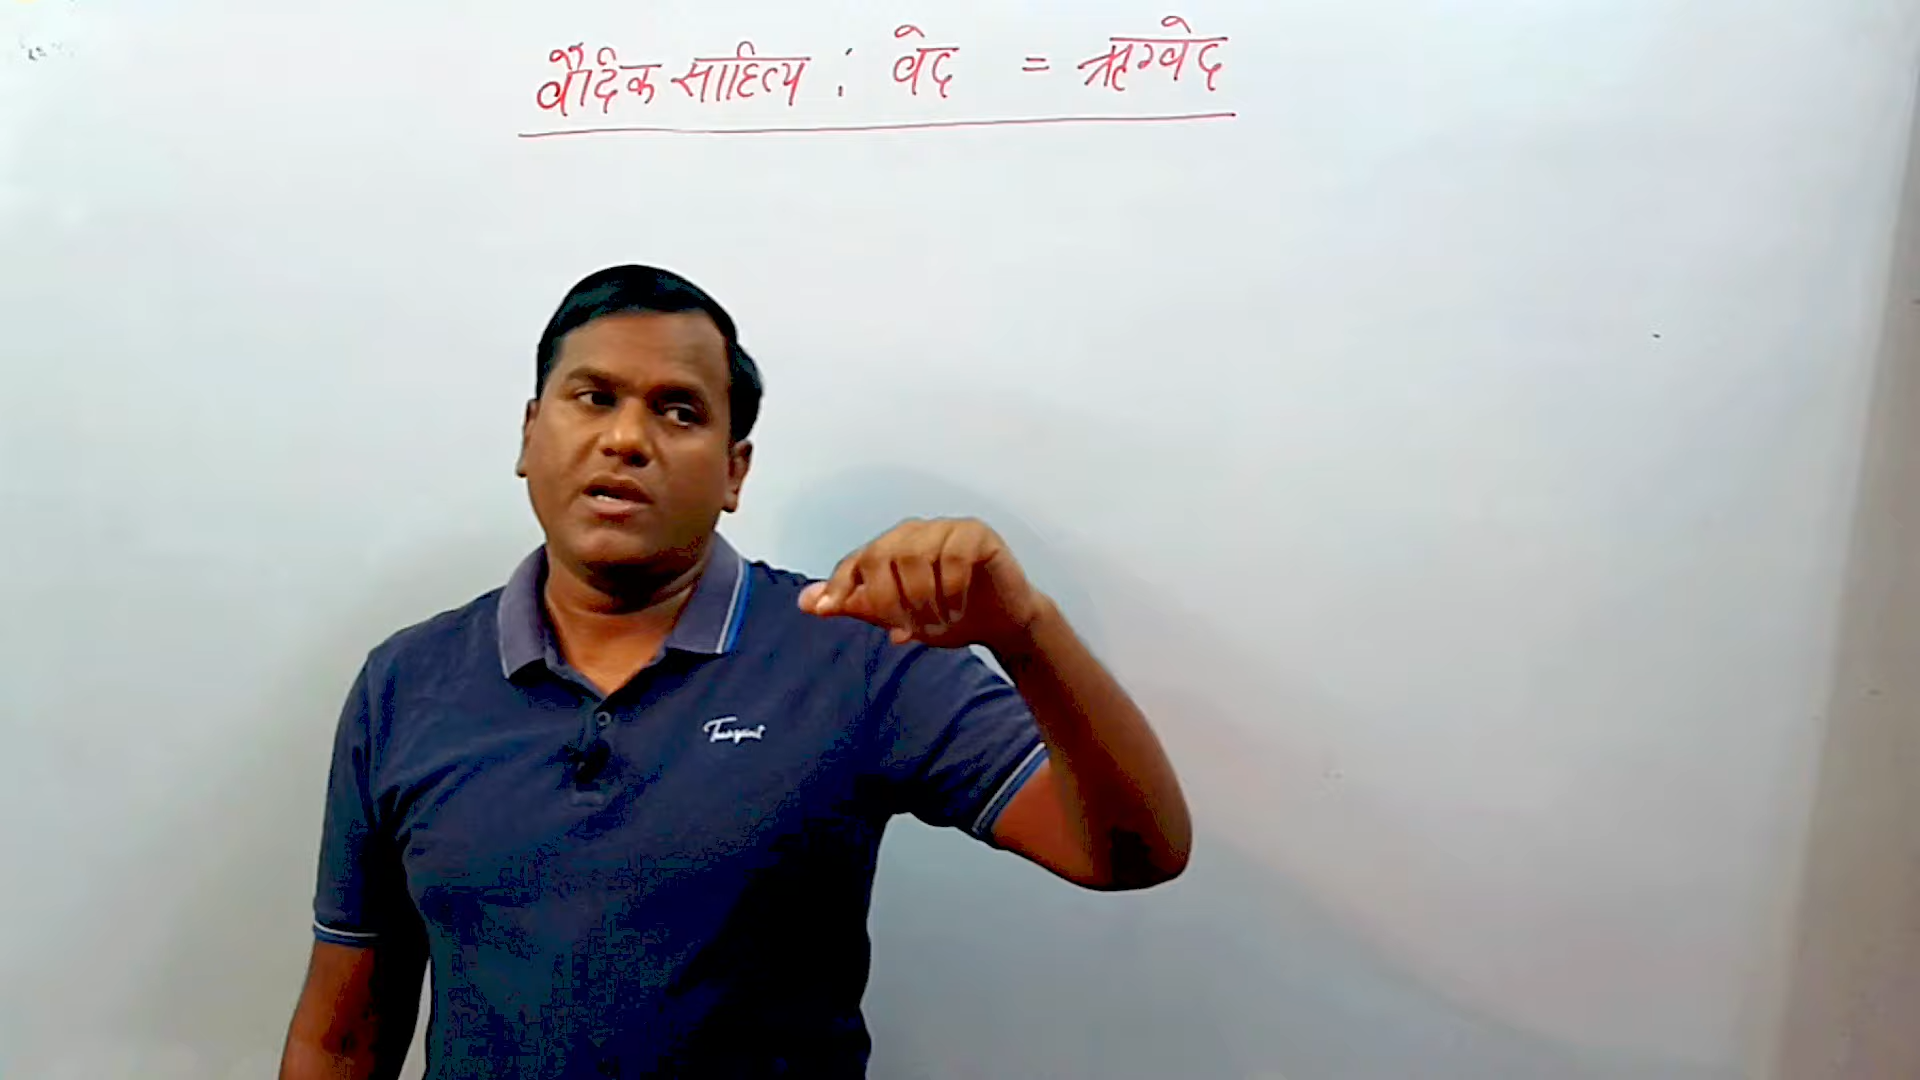 वैदिक साहित्य : वेद = ऋग्वेद